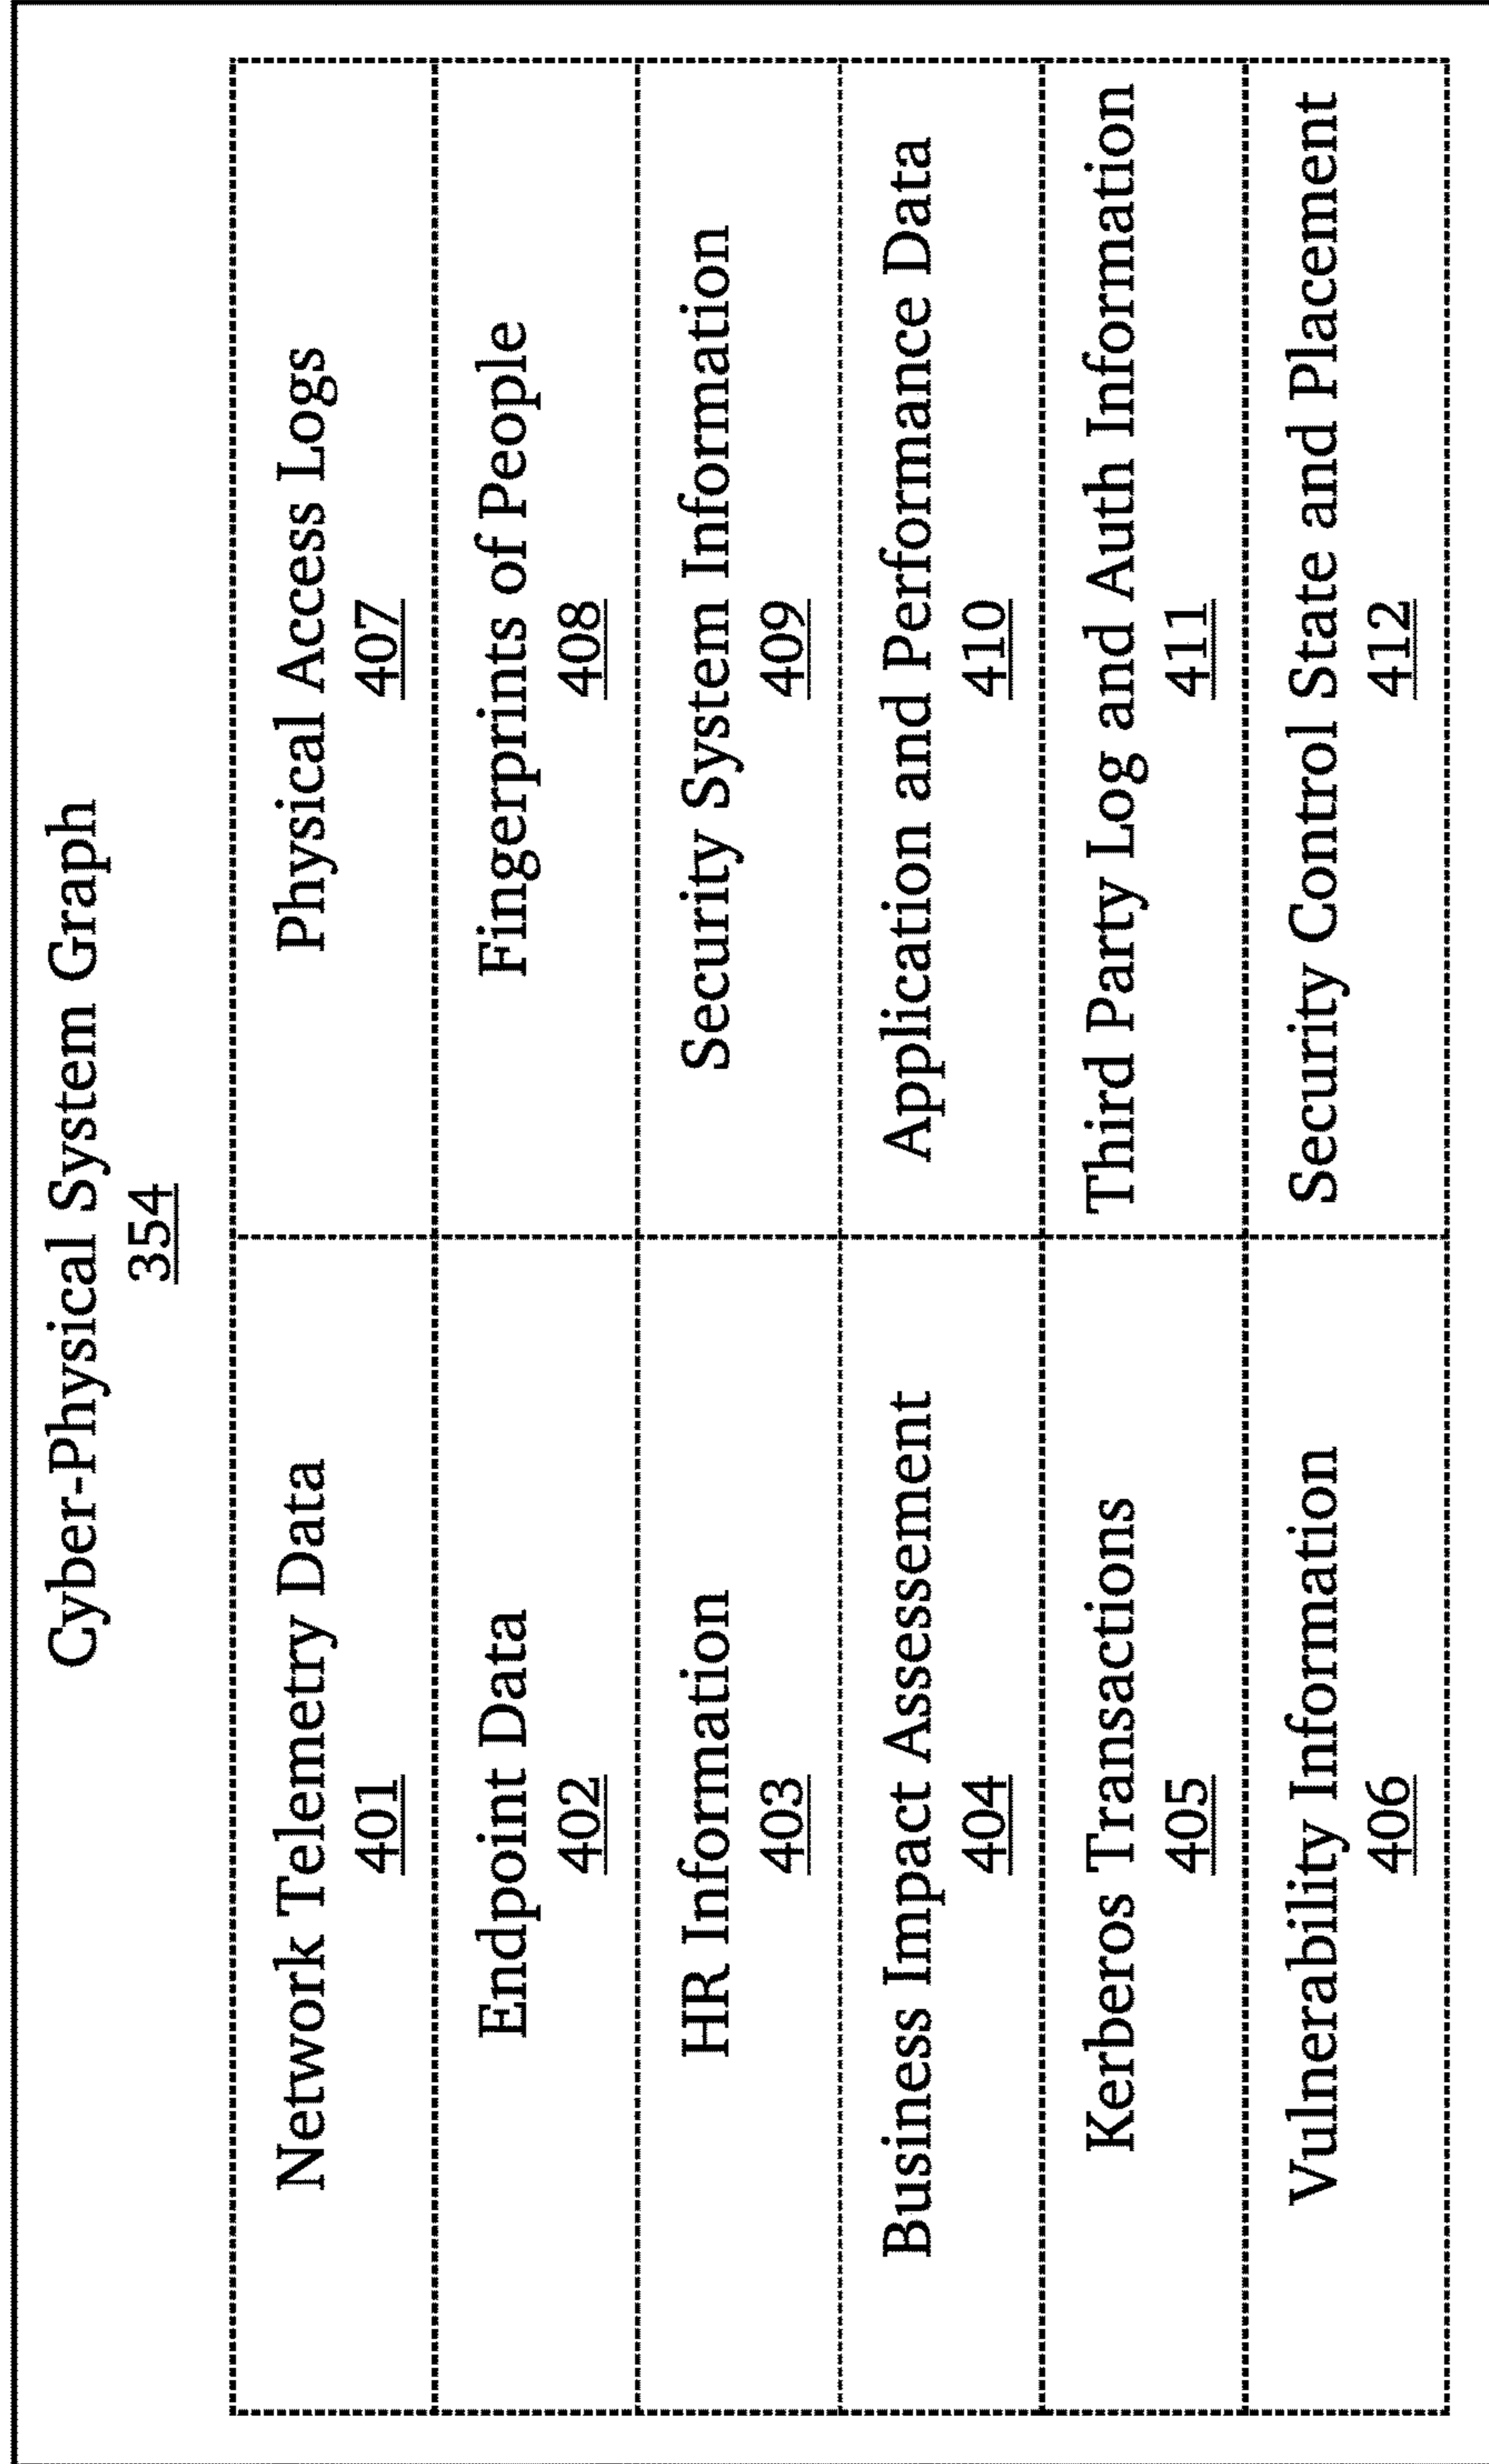 Cyber-Physical System Graph
354
Network Telemetry Data
401
Physical Access Logs
407
Endpoint Data
402
Fingerprints of People
408
HR Information
403
Security System Information
409
Business Impact Assessement
404
Application and Performance Data
410
Kerberos Transactions
405
Third Party Log and Auth Information
411
Vulnerability Information
406
Security Control State and Placement
412